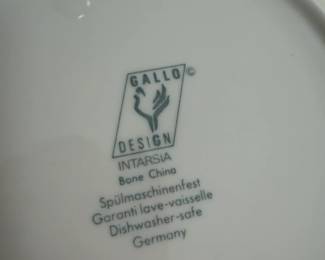 GALLO ©
DESIGN
INTARSIA
Bone China
Spülmaschinenfest
Garanti lave-vaisselle
Dishwasher-safe
Germany